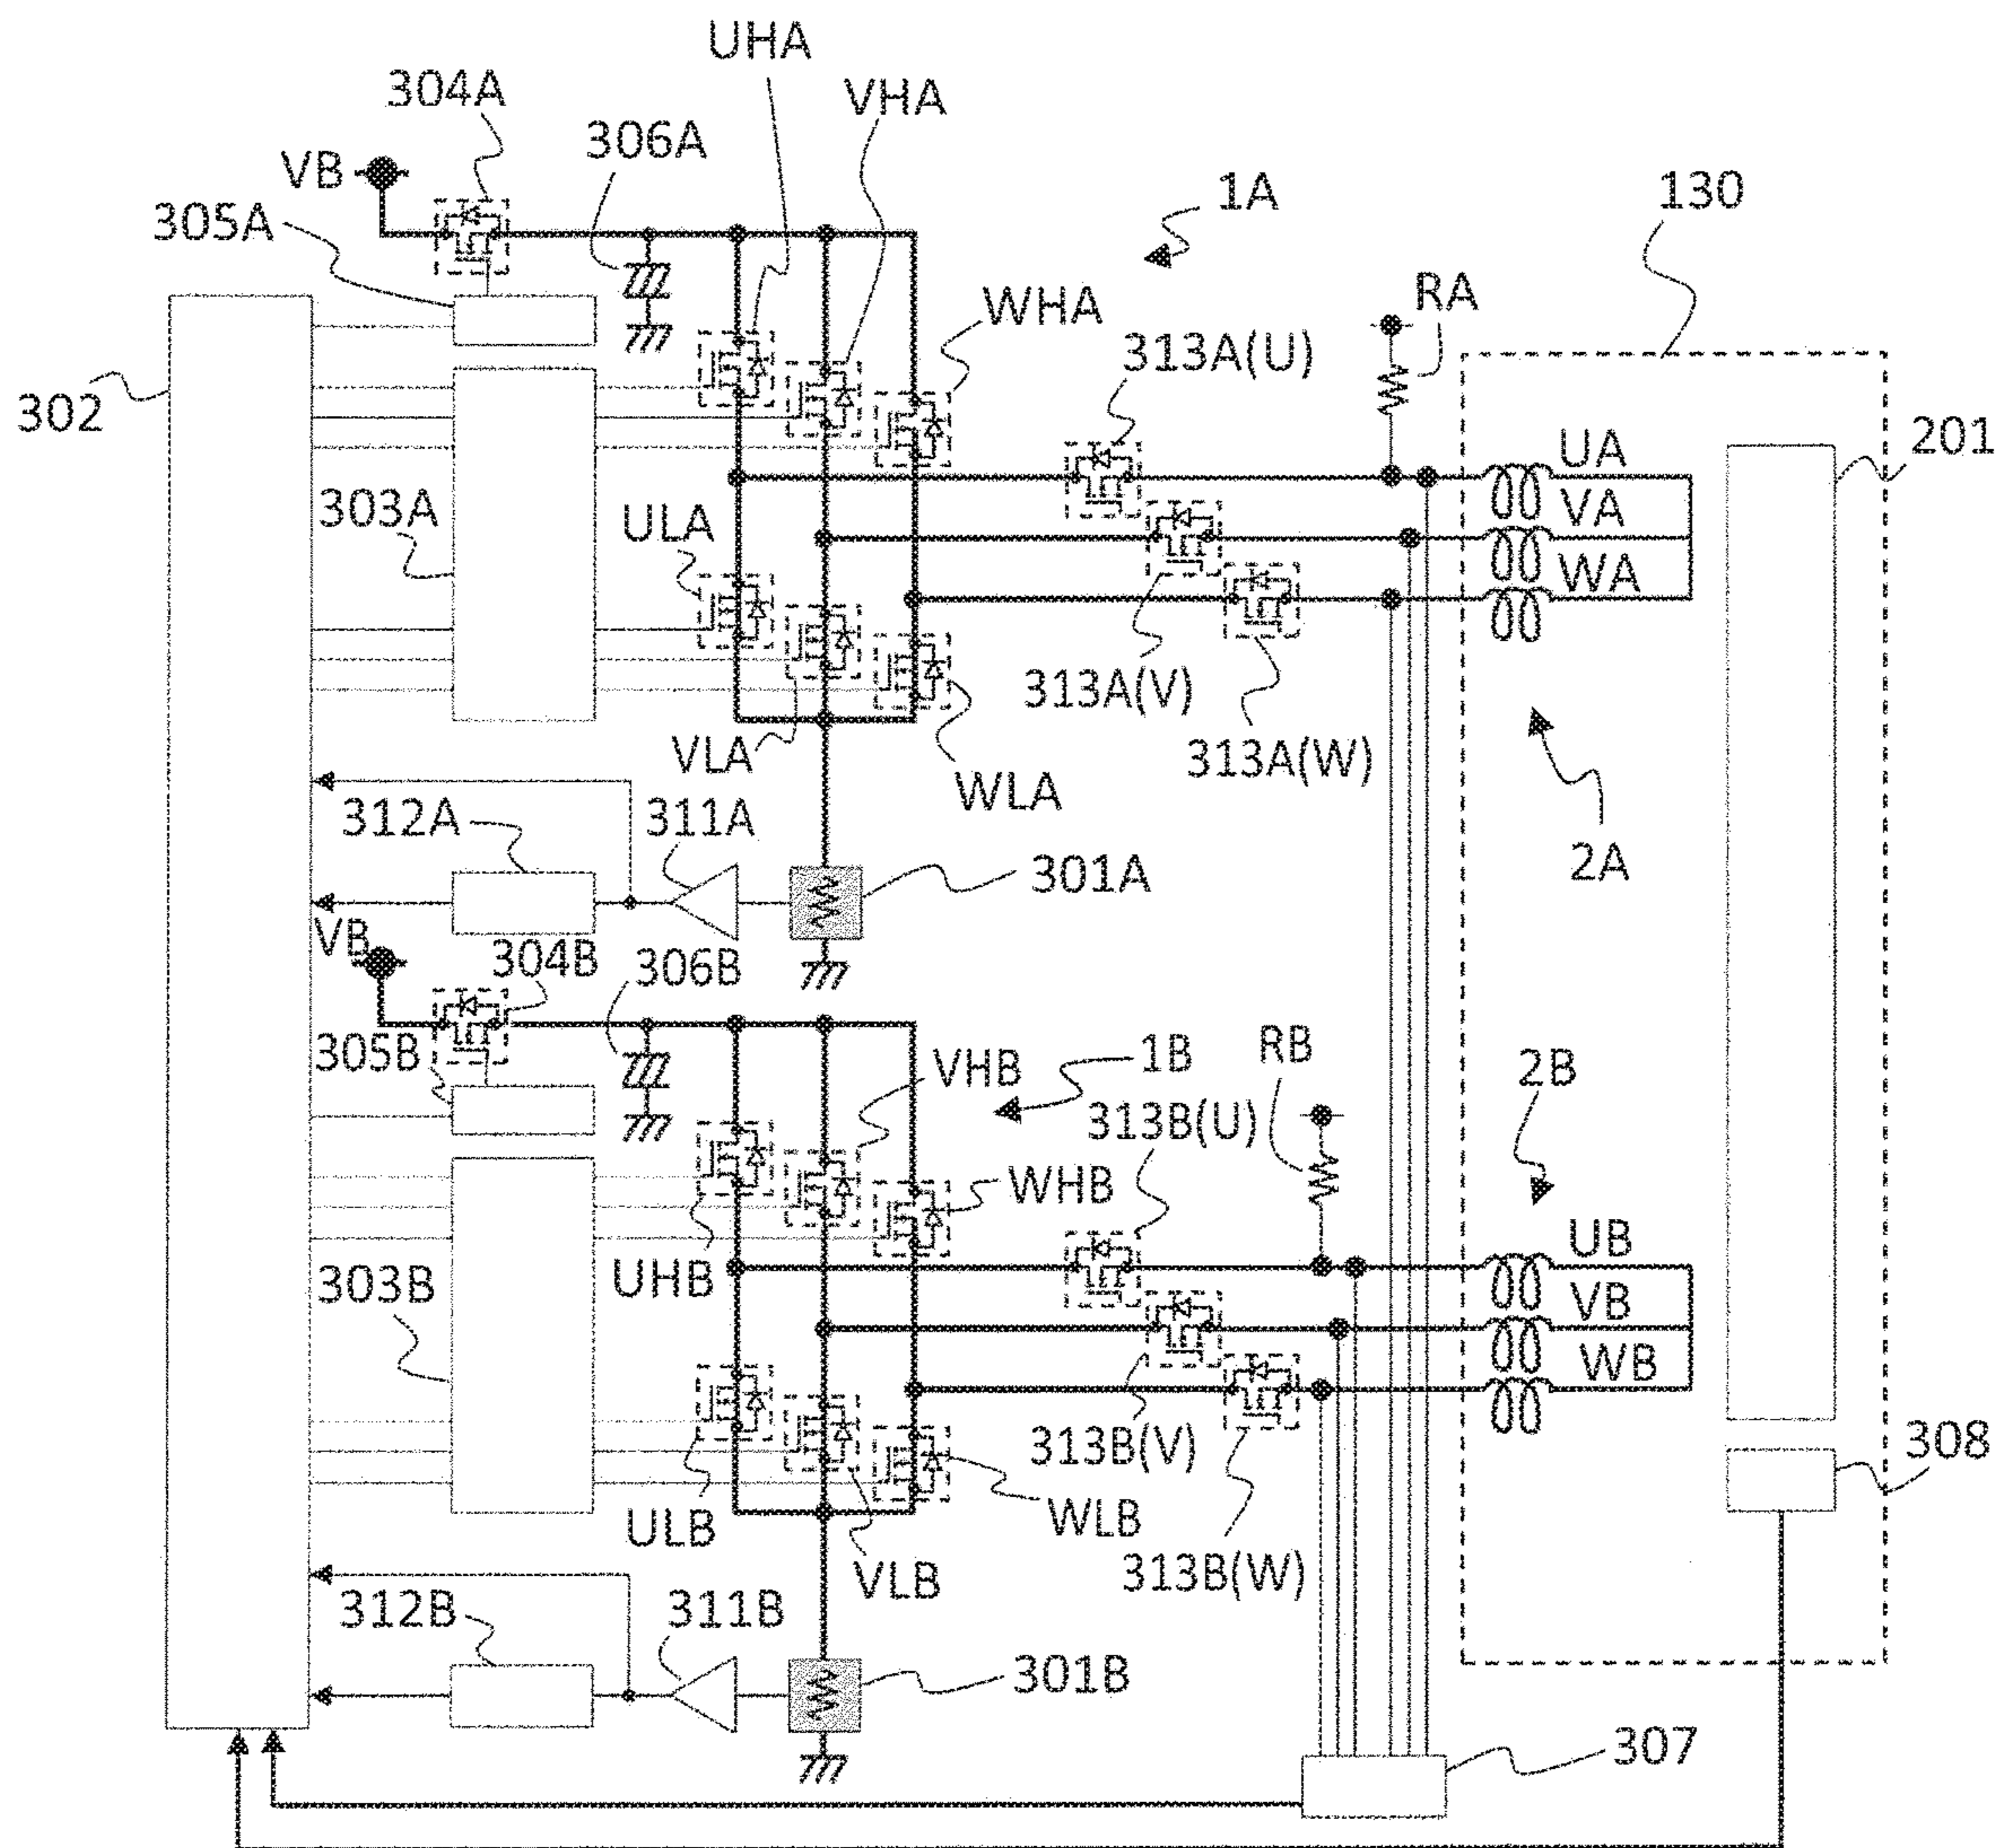 UHA
304A
VHA
306A
VB
1A
130
305A
WHA
RA
313A(U)
302
201
UA
303A
ULA
VA
WA
313A(V)
VLA
313A(W)
WLA
312A
311A
2A
301A
VB
304B
306B
305B
VHB
1B
RB
2B
313B(U)
WHB
UHB
303B
UB
VB
WB
308
313B(V)
ULB
WLB
VLB
313B(W)
312B
311B
301B
307